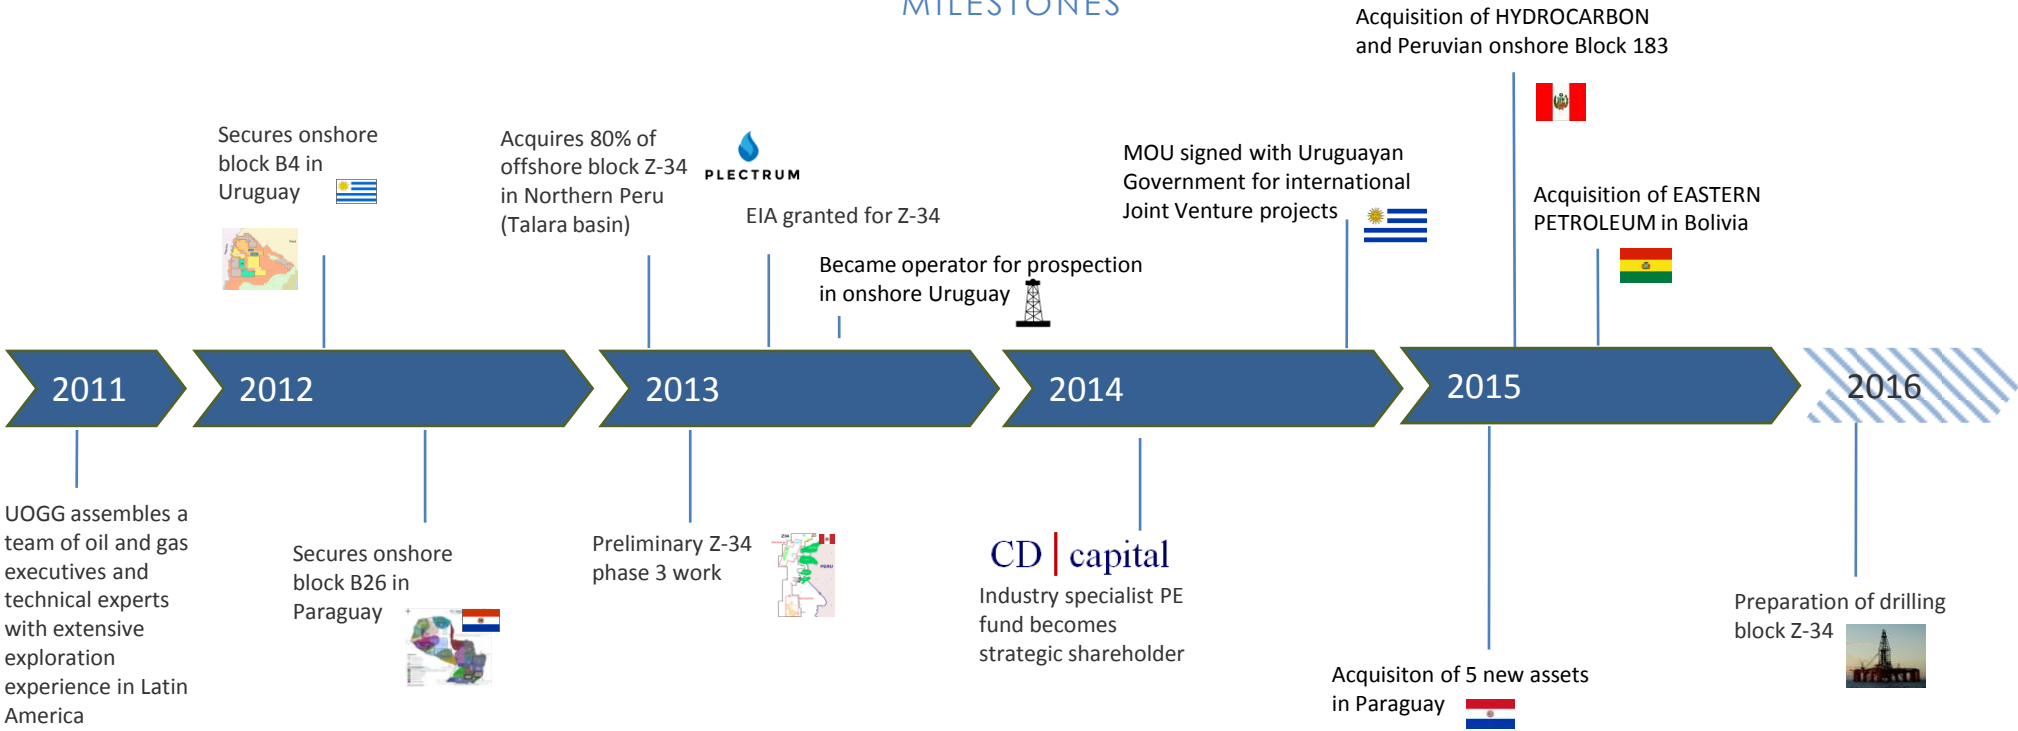 MILESTONES
Acquisition of HYDROCARBON
and Peruvian onshore Block 183
Secures onshore
block B4 in
Uruguay
Acquires 80% of
offshore block Z-34
in Northern Peru
(Talara basin)
PLECTRUM
EIA granted for Z-34
Became operator for prospection
in onshore Uruguay
MOU signed with Uruguayan
Government for international
Joint Venture projects
Acquisition of EASTERN
PETROLEUM in Bolivia
2011
2012
2013
2014
2015
2016
UOGG assembles a
team of oil and gas
executives and
technical experts
with extensive
exploration
experience in Latin
America
Secures onshore
block B26 in
Paraguay
Preliminary Z-34
phase 3 work
PERU
CD | capital
Industry specialist PE
fund becomes
strategic shareholder
Acquisiton of 5 new assets
in Paraguay
Preparation of drilling
block Z-34